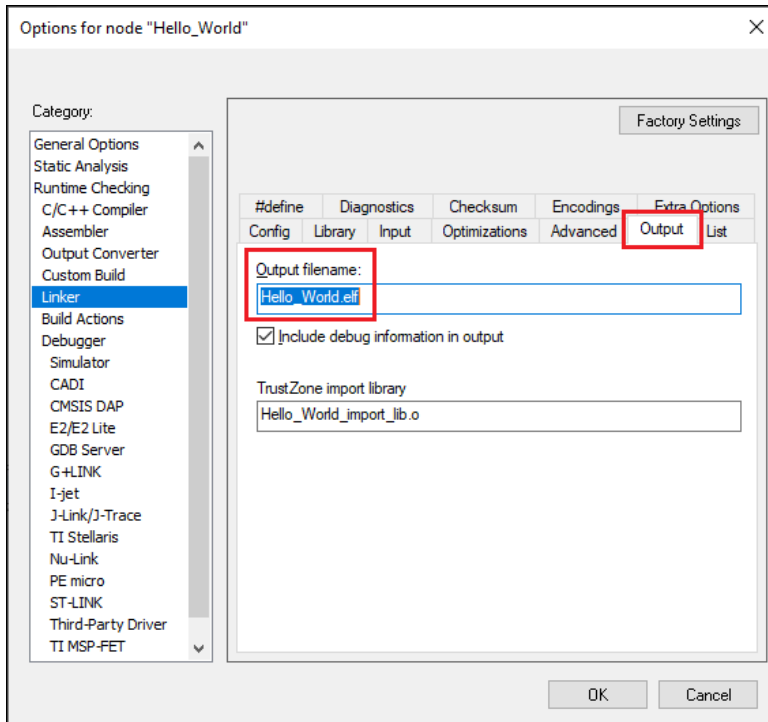 Options for node "Hello_World"
Category:
Factory Settings
General Options
Static Analysis
Runtime Checking
C/C++ Compiler
Assembler
Output Converter
Custom Build
Linker
Build Actions
Debugger
Simulator
CADI
CMSIS DAP
E2/E2 Lite
GDB Server
G+LINK
I-jet
J-Link/J-Trace
TI Stellaris
Nu-Link
PE micro
ST-LINK
Third-Party Driver
TI MSP-FET
#define Diagnostics Checksum Encodings Extra Options
Config Library Input Optimizations Advanced Output List
Output filename:
Hello_World.elf
Include debug information in output
TrustZone import library
Hello_World_import_lib.o
OK Cancel